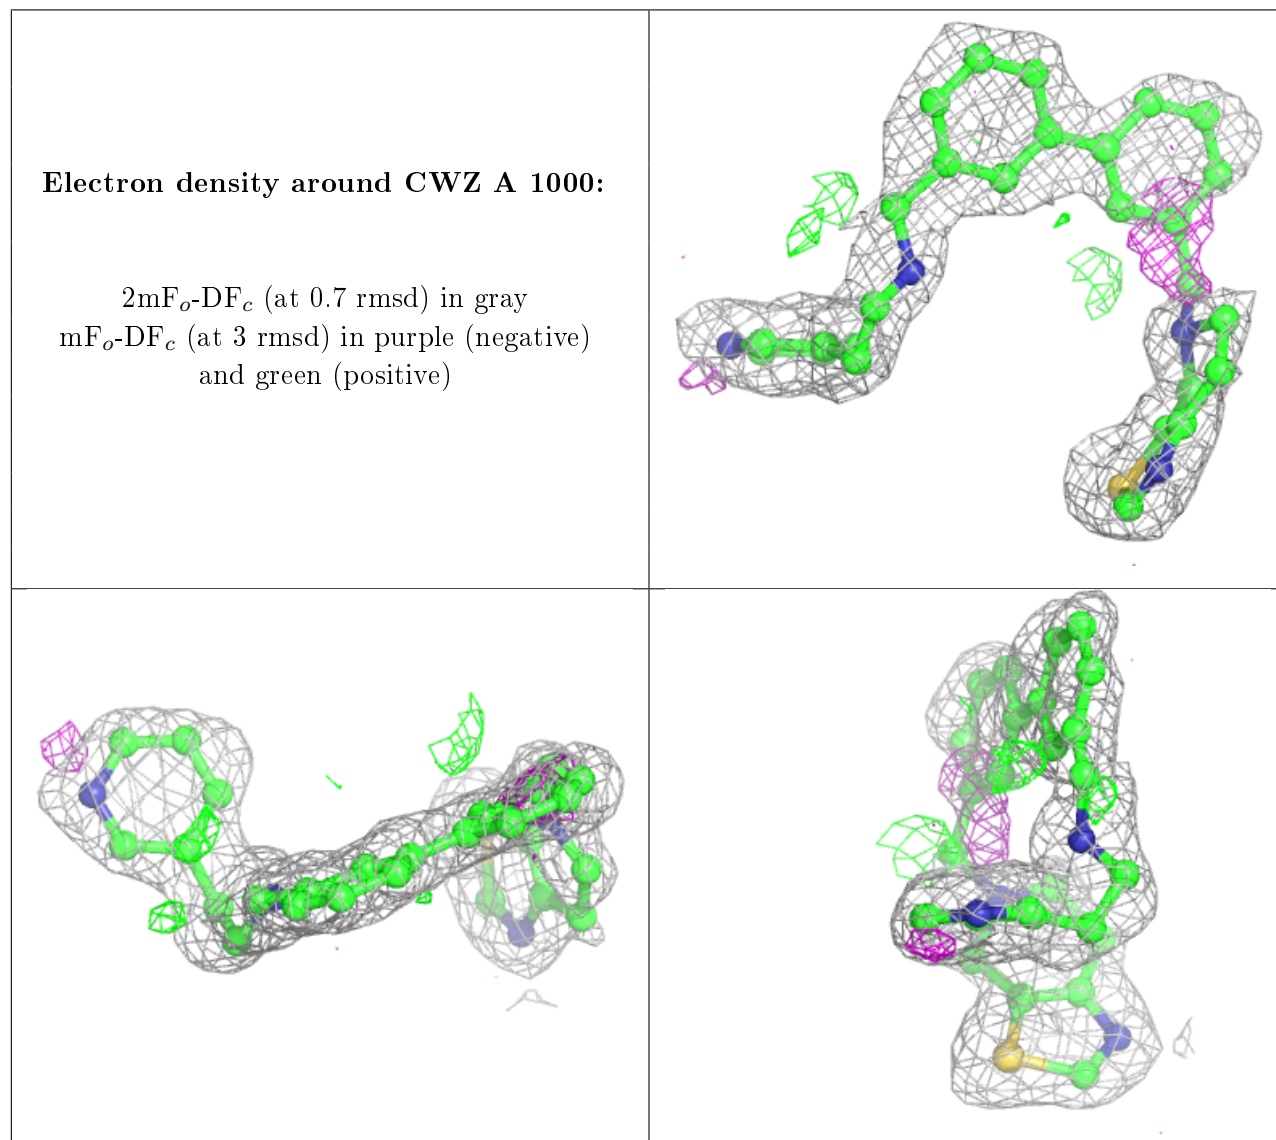 Electron density around CWZ A 1000:
2mFₒ-DF𝒸 (at 0.7 rmsd) in gray
mFₒ-DF𝒸 (at 3 rmsd) in purple (negative)
and green (positive)